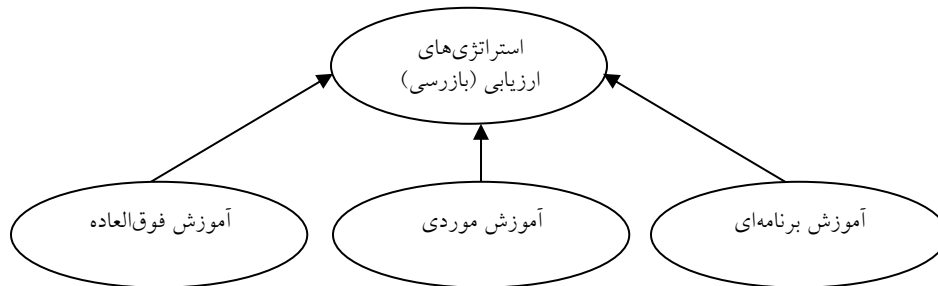 استراتژی‌های
ارزیابی (بازرسی)
آموزش برنامه‌ای
آموزش موردی
آموزش فوق‌العاده